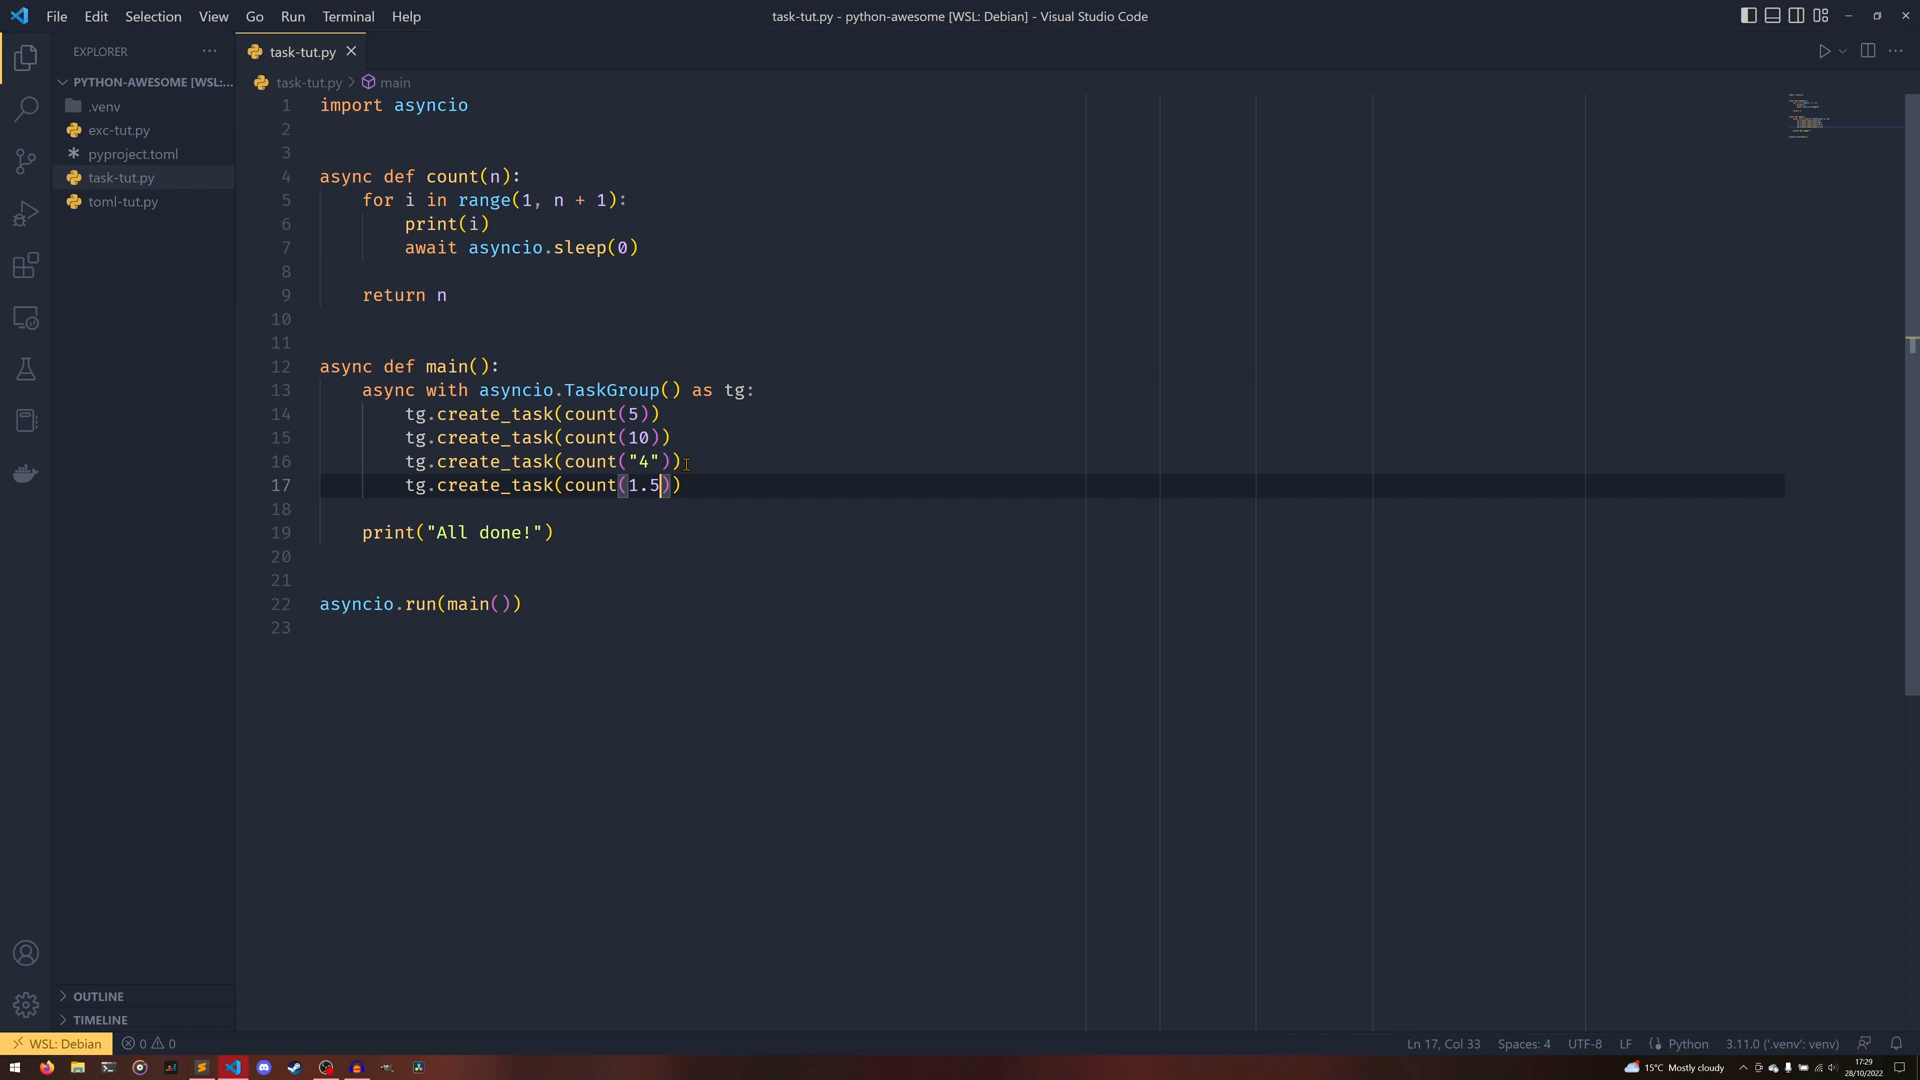 File Edit Selection View Go Run Terminal Help
task-tut.py - python-awesome [WSL: Debian] - Visual Studio Code
EXPLORER
PYTHON-AWESOME [WSL:...
.venv
exc-tut.py
pyproject.toml
task-tut.py
toml-tut.py
task-tut.py
task-tut.py > main
1 import asyncio
2
3
4 async def count(n):
5     for i in range(1, n + 1):
6         print(i)
7         await asyncio.sleep(0)
8
9     return n
10
11
12 async def main():
13     async with asyncio.TaskGroup() as tg:
14         tg.create_task(count(5))
15         tg.create_task(count(10))
16         tg.create_task(count("4"))
17         tg.create_task(count(1.5))
18
19     print("All done!")
20
21
22 asyncio.run(main())
23
OUTLINE
TIMELINE
WSL: Debian 0 0
Ln 17, Col 33 Spaces: 4 UTF-8 LF Python 3.11.0 ('.venv': venv)
15°C Mostly cloudy
17:29
28/10/2022